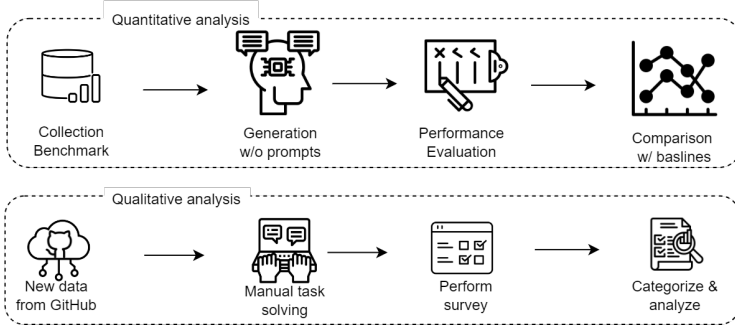 Quantitative analysis
Collection
Benchmark
Generation
w/o prompts
Performance
Evaluation
Comparison
w/ baslines
Qualitative analysis
New data
from GitHub
Manual task
solving
Perform
survey
Categorize &
analyze